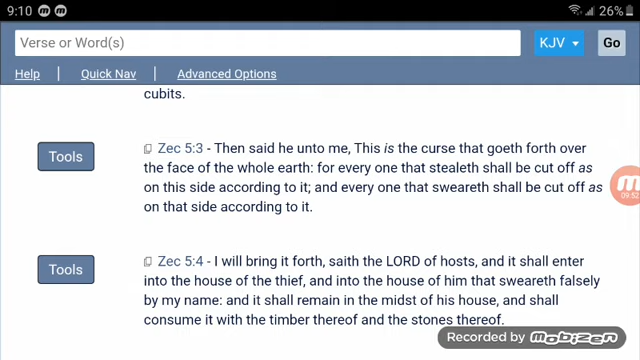 9:10 26%
Verse or Word(s) KJV Go
Help | Quick Nav | Advanced Options
cubits.
Zec 5:3 - Then said he unto me, This is the curse that goeth forth over
Tools the face of the whole earth: for every one that stealeth shall be cut off as
on this side according to it; and every one that sweareth shall be cut off as
on that side according to it.
09:52
Zec 5:4 - I will bring it forth, saith the LORD of hosts, and it shall enter
Tools into the house of the thief, and into the house of him that sweareth falsely
by my name: and it shall remain in the midst of his house, and shall
consume it with the timber thereof and the stones thereof.
Recorded by mobizen